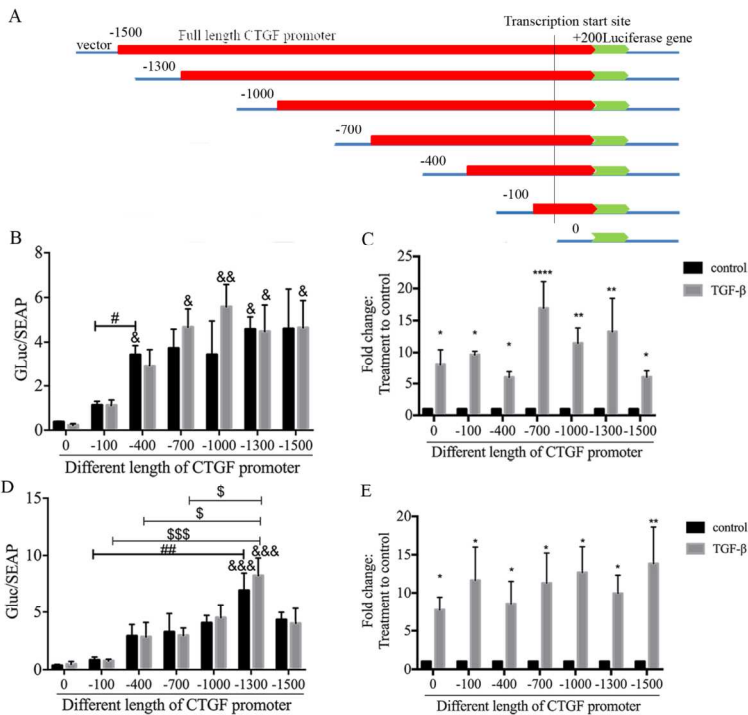 A
Transcription start site
-1500
Full length CTGF promoter
+200Luciferase gene
vector
-1300
-1000
-700
-400
-100
0
B
8
6
4
2
0
GLuc/SEAP
#
&
&
&&
&
&
&
0 -100 -400 -700 -1000 -1300 -1500
Different length of CTGF promoter
C
25
20
15
10
5
0
Fold change:
Treatment to control
*
*
*
****
**
**
*
control
TGF-β
0 -100 -400 -700 -1000 -1300 -1500
Different length of CTGF promoter
D
15
10
5
0
Gluc/SEAP
$
$
$$$
##
&&&
&&&
0 -100 -400 -700 -1000 -1300 -1500
Different length of CTGF promoter
E
20
15
10
5
0
Fold change:
Treatment to control
*
*
*
*
*
*
**
control
TGF-β
0 -100 -400 -700 -1000 -1300 -1500
Different length of CTGF promoter